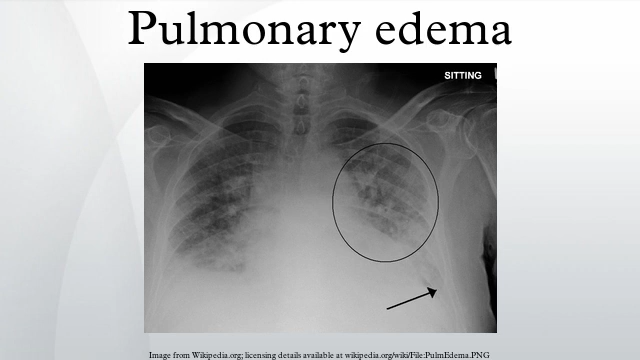 Pulmonary edema
SITTING
Image from Wikipedia.org; licensing details available at wikipedia.org/wiki/File:PulmEdema.PNG